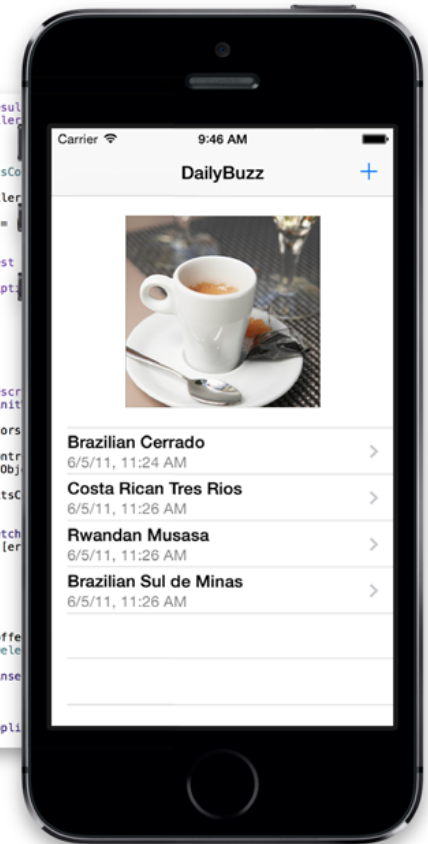 Carrier 9:46 AM
DailyBuzz +
Brazilian Cerrado
6/5/11, 11:24 AM
Costa Rican Tres Rios
6/5/11, 11:26 AM
Rwandan Musasa
6/5/11, 11:26 AM
Brazilian Sul de Minas
6/5/11, 11:26 AM